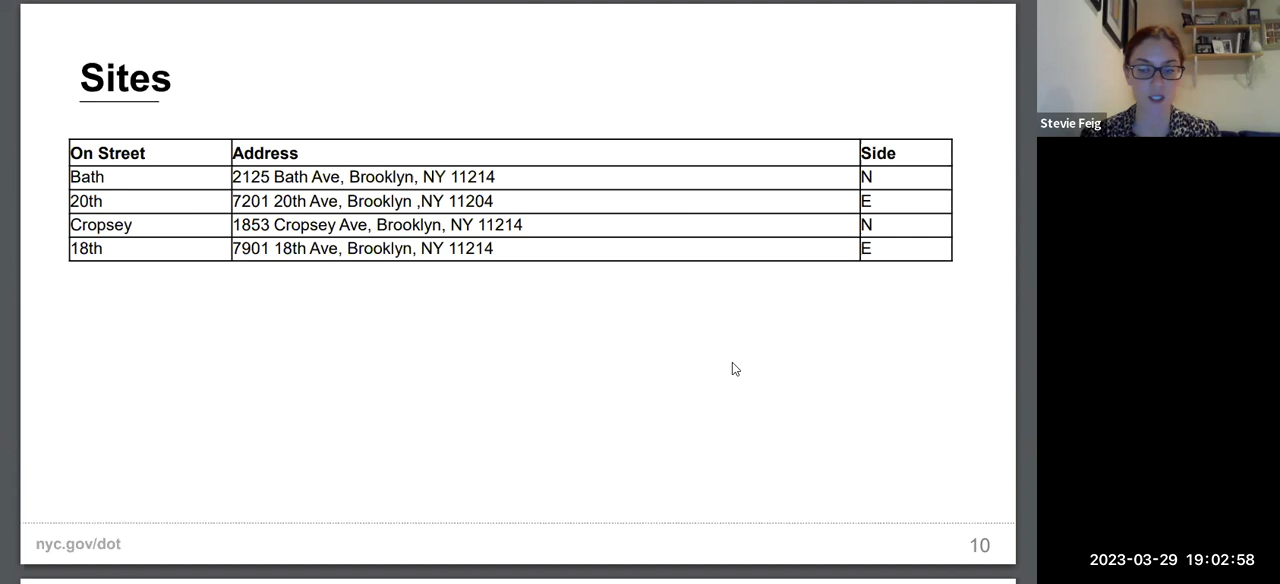 Sites
On Street Address Side
Bath 2125 Bath Ave, Brooklyn, NY 11214 N
20th 7201 20th Ave, Brooklyn ,NY 11204 E
Cropsey 1853 Cropsey Ave, Brooklyn, NY 11214 N
18th 7901 18th Ave, Brooklyn, NY 11214 E
nyc.gov/dot 10
Stevie Feig
2023-03-29 19:02:58